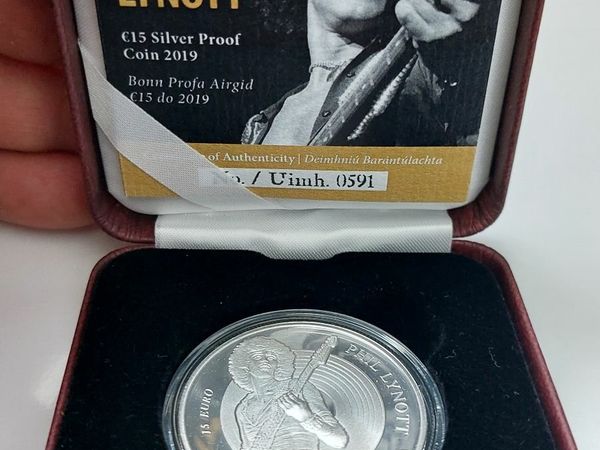 LYNOTT
€15 Silver Proof
Coin 2019
Bonn Profa Airgid
€15 do 2019
of Authenticity | Deimhniú Barántúlachta
No. / Uimh. 0591
15 EURO
PHIL LYNOTT